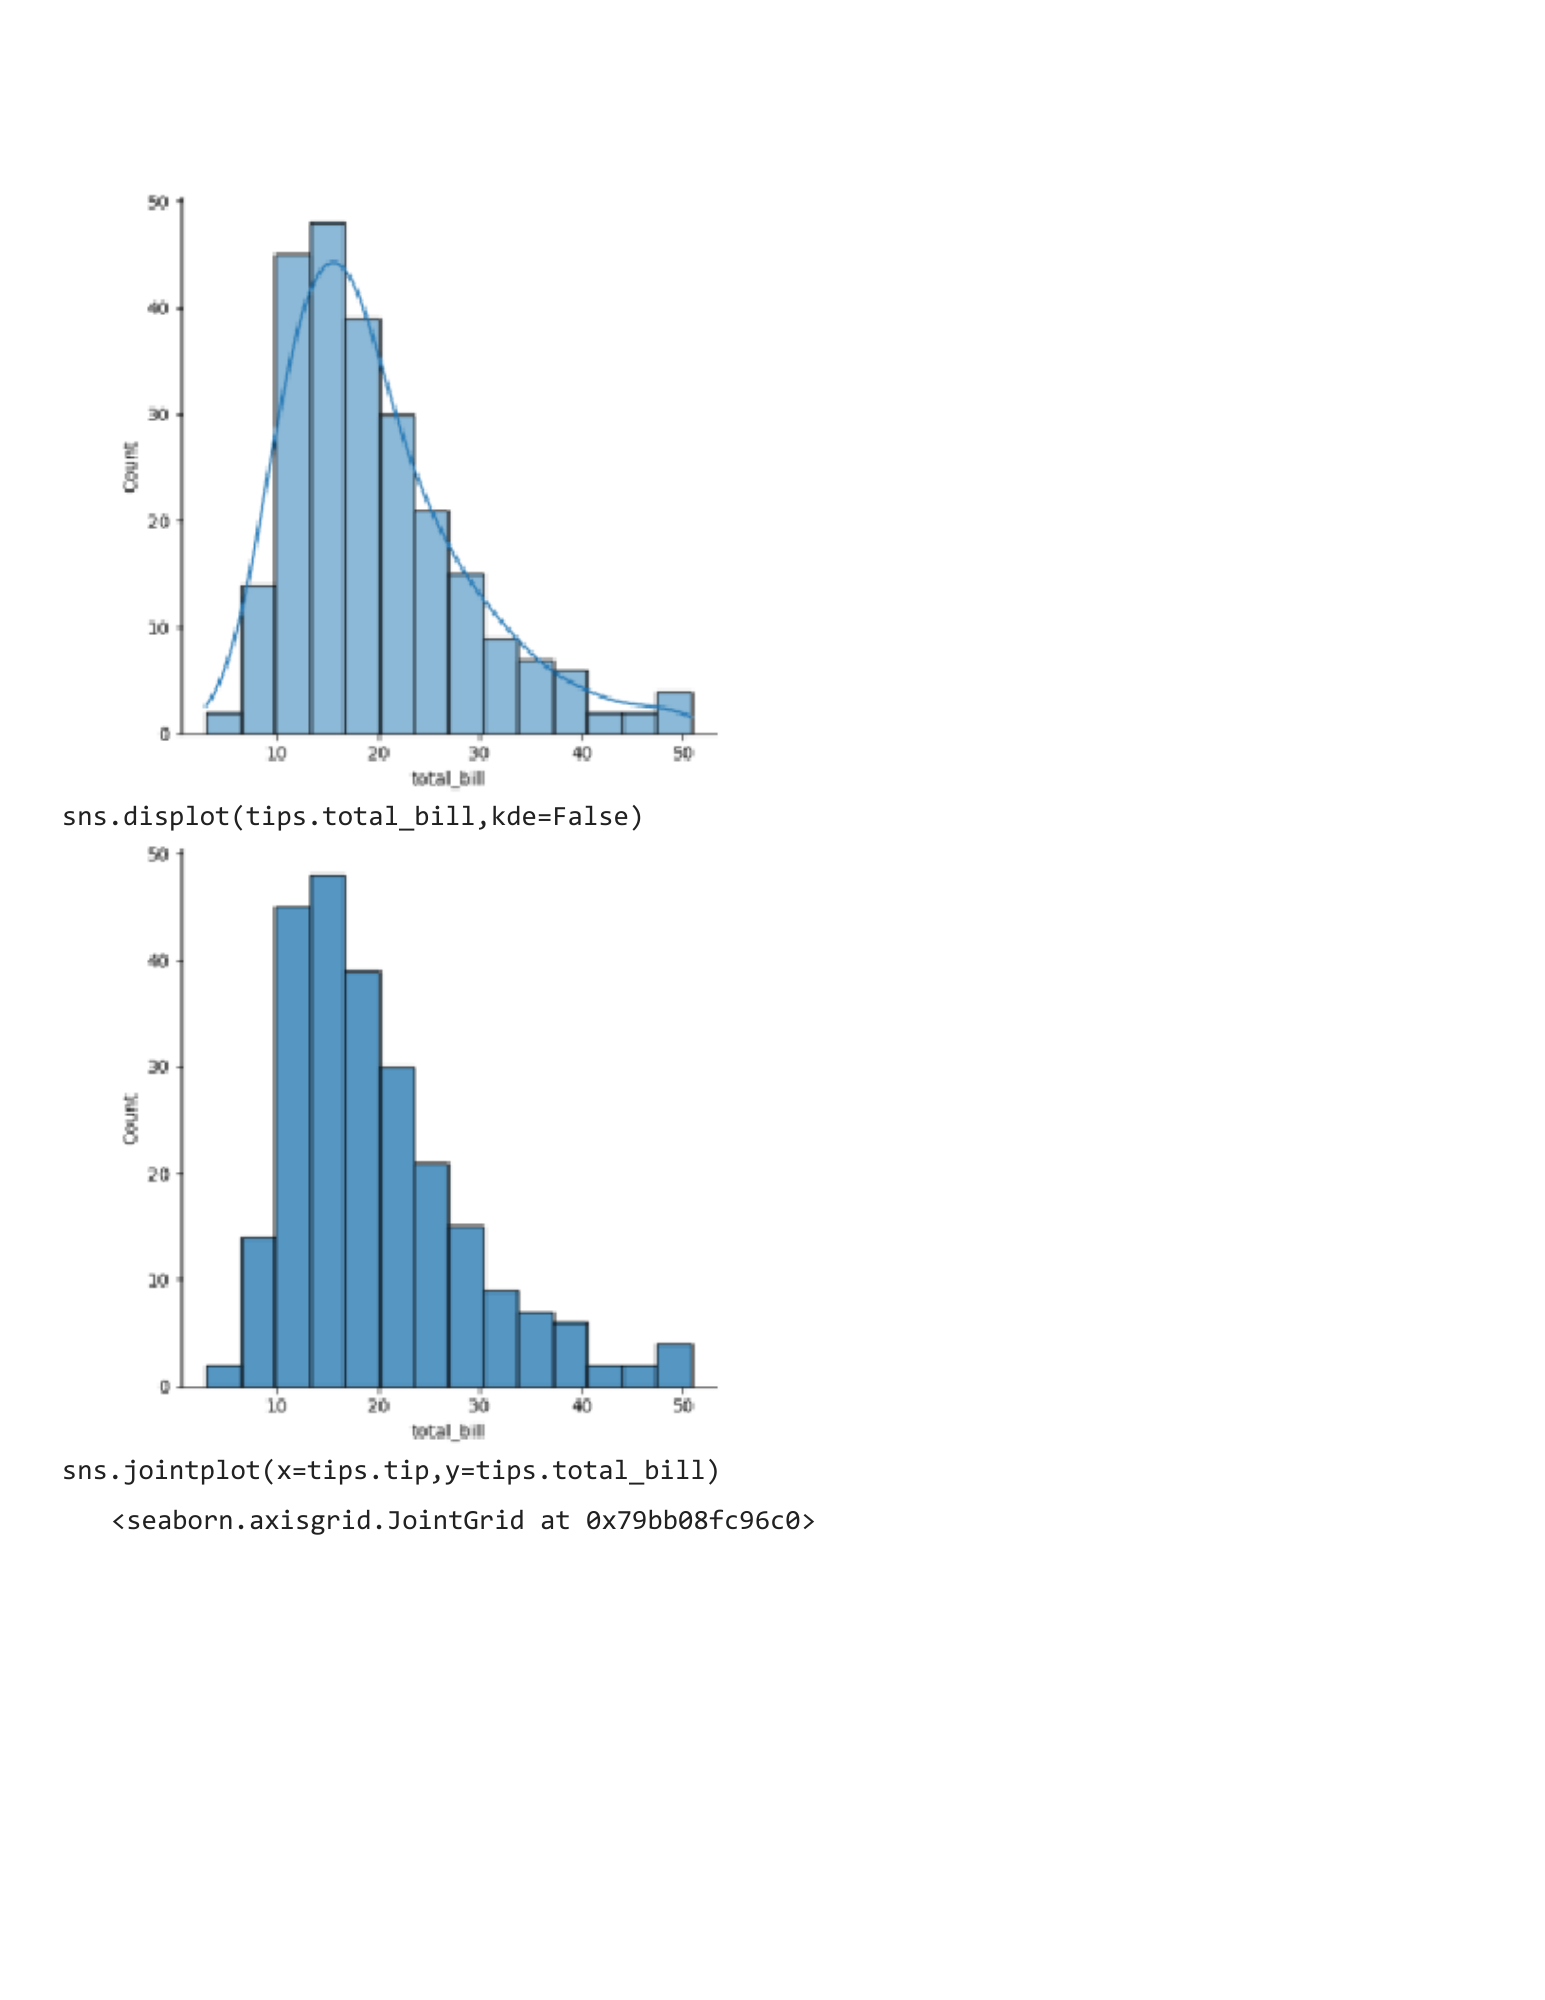 50
40
30
20
10
0
Count
10 20 30 40 50
total_bill
sns.displot(tips.total_bill,kde=False)
50
40
30
20
10
0
Count
10 20 30 40 50
total_bill
sns.jointplot(x=tips.tip,y=tips.total_bill)
<seaborn.axisgrid.JointGrid at 0x79bb08fc96c0>